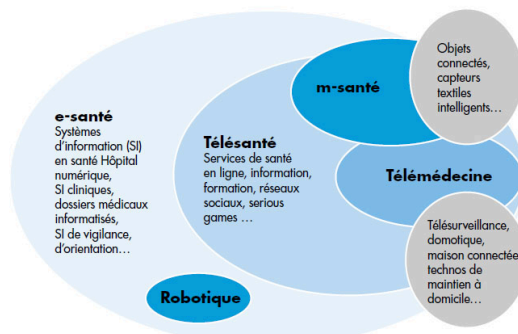 e-santé
Systèmes
d'information (SI)
en santé Hôpital
numérique,
SI cliniques,
dossiers médicaux
informatisés,
SI de vigilance,
d'orientation…
Télésanté
Services de santé
en ligne, information,
formation, réseaux
sociaux, serious
games …
m-santé
Objets
connectés,
capteurs
textiles
intelligents…
Télémédecine
Télésurveillance,
domotique,
maison connectée
technos de
maintien à
domicile…
Robotique